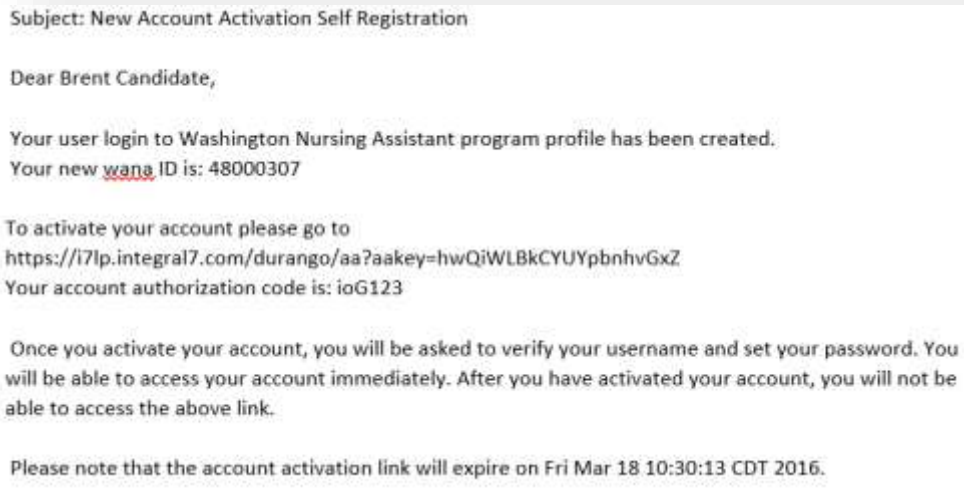 Subject: New Account Activation Self Registration
Dear Brent Candidate,
Your user login to Washington Nursing Assistant program profile has been created.
Your new wana ID is: 48000307
To activate your account please go to
https://i7lp.integral7.com/durango/aa?aakey=hwQiWLBkCYUYpbnhvGxZ
Your account authorization code is: ioG123
Once you activate your account, you will be asked to verify your username and set your password. You
will be able to access your account immediately. After you have activated your account, you will not be
able to access the above link.
Please note that the account activation link will expire on Fri Mar 18 10:30:13 CDT 2016.